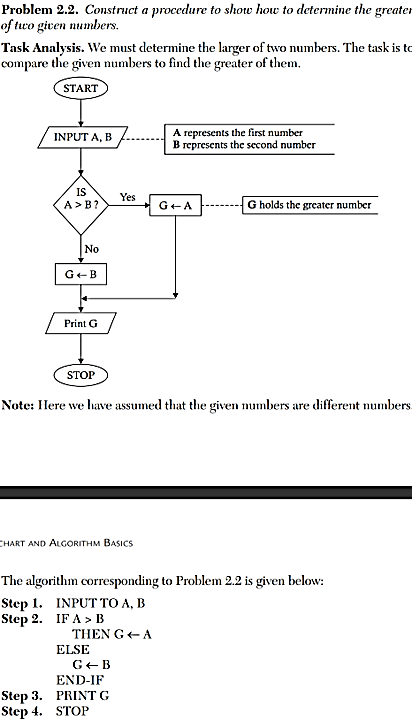 Problem 2.2. Construct a procedure to show how to determine the greater
of two given numbers.
Task Analysis. We must determine the larger of two numbers. The task is to
compare the given numbers to find the greater of them.
START
INPUT A, B
A represents the first number
B represents the second number
IS
A > B ?
Yes
G ← A
G holds the greater number
No
G ← B
Print G
STOP
Note: Here we have assumed that the given numbers are different numbers.
CHART AND ALGORITHM BASICS
The algorithm corresponding to Problem 2.2 is given below:
Step 1. INPUT TO A, B
Step 2. IF A > B
THEN G ← A
ELSE
G ← B
END-IF
Step 3. PRINT G
Step 4. STOP